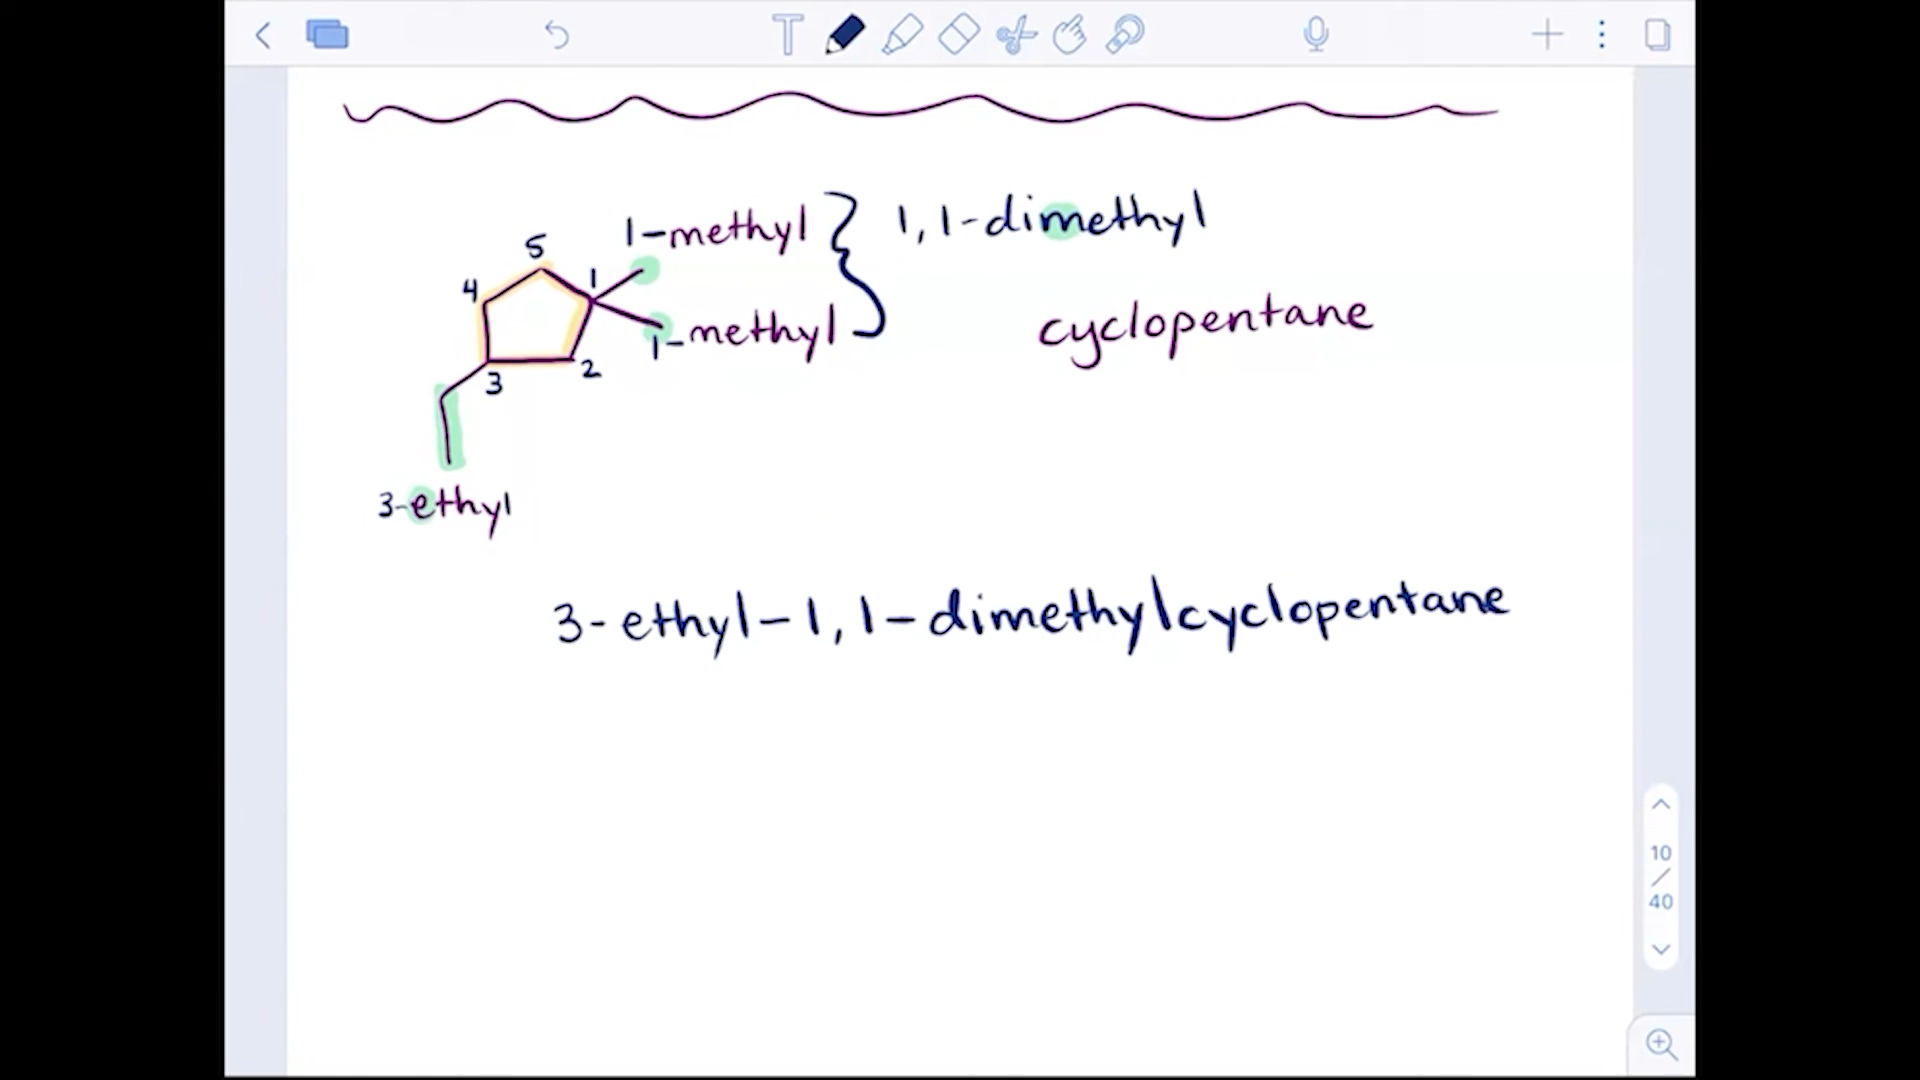 1-methyl
1,1-dimethyl
5
1
4
1-methyl
cyclopentane
2
3
3-ethyl
3-ethyl-1,1-dimethylcyclopentane
10
/
40